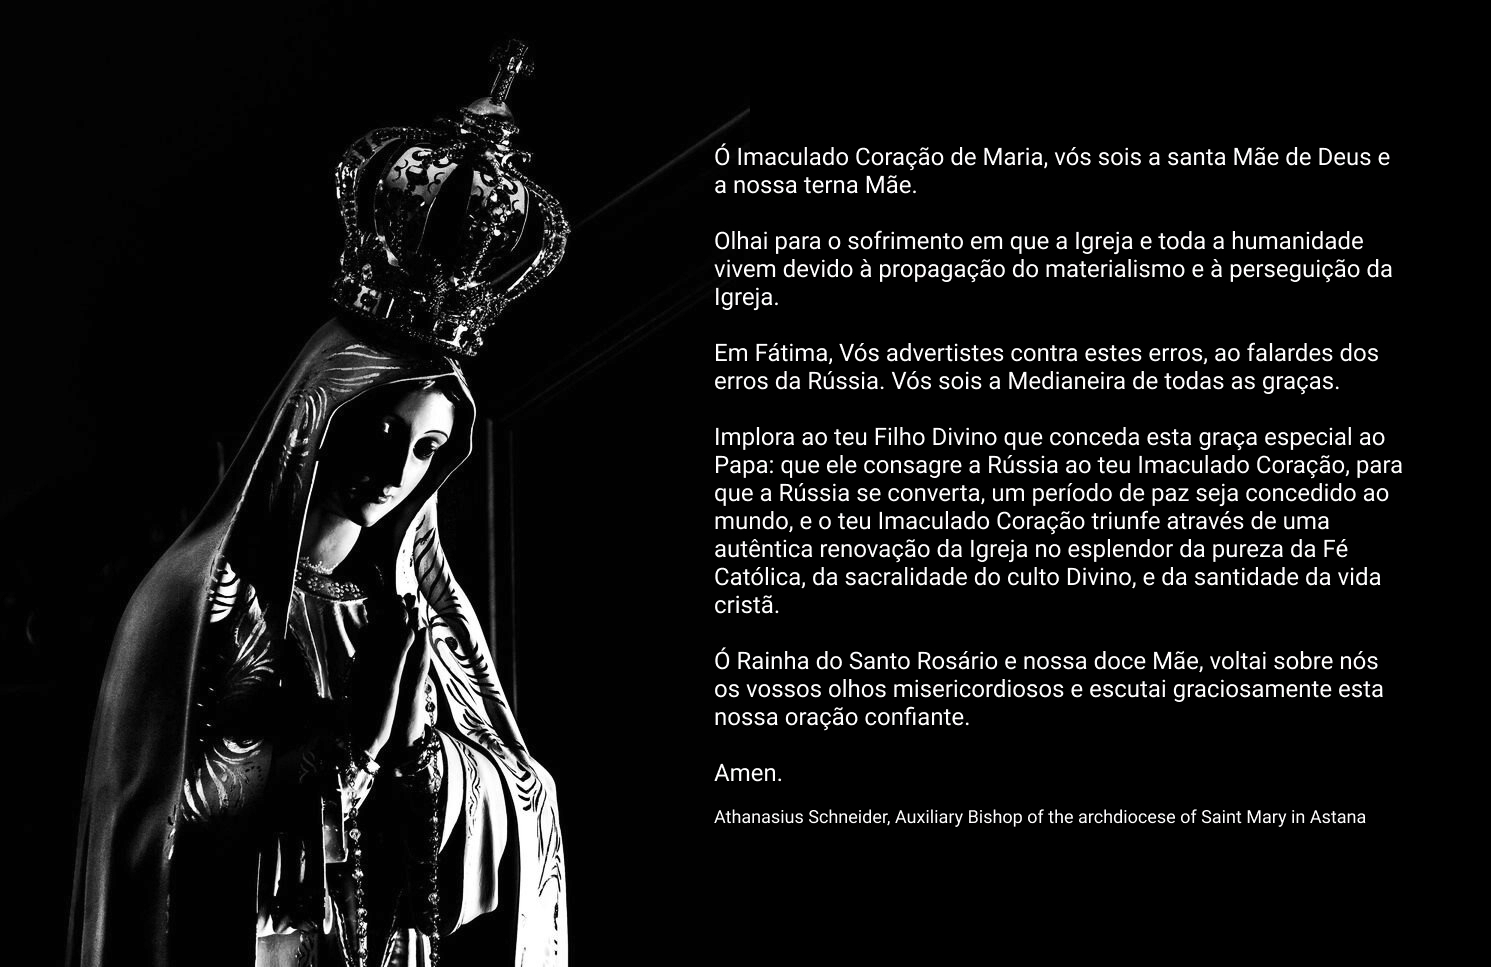 Ó Imaculado Coração de Maria, vós sois a santa Mãe de Deus e
a nossa terna Mãe.
Olhai para o sofrimento em que a Igreja e toda a humanidade
vivem devido à propagação do materialismo e à perseguição da
Igreja.
Em Fátima, Vós advertistes contra estes erros, ao falardes dos
erros da Rússia. Vós sois a Medianeira de todas as graças.
Implora ao teu Filho Divino que conceda esta graça especial ao
Papa: que ele consagre a Rússia ao teu Imaculado Coração, para
que a Rússia se converta, um período de paz seja concedido ao
mundo, e o teu Imaculado Coração triunfe através de uma
autêntica renovação da Igreja no esplendor da pureza da Fé
Católica, da sacralidade do culto Divino, e da santidade da vida
cristã.
Ó Rainha do Santo Rosário e nossa doce Mãe, voltai sobre nós
os vossos olhos misericordiosos e escutai graciosamente esta
nossa oração confiante.
Amen.
Athanasius Schneider, Auxiliary Bishop of the archdiocese of Saint Mary in Astana